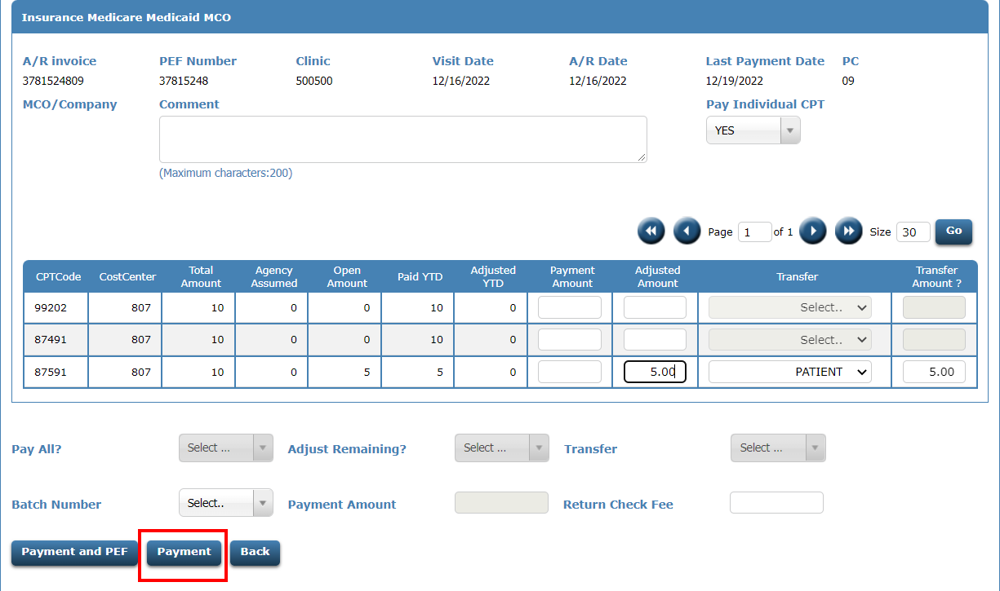 Insurance Medicare Medicaid MCO
A/R invoice PEF Number Clinic Visit Date A/R Date Last Payment Date PC
3781524809 37815248 500500 12/16/2022 12/16/2022 12/19/2022 09
MCO/Company Comment Pay Individual CPT
YES
(Maximum characters:200)
Page 1 of 1 Size 30 Go
CPTCode CostCenter Total Amount Agency Assumed Open Amount Paid YTD Adjusted YTD Payment Amount Adjusted Amount Transfer Transfer Amount ?
99202 807 10 0 0 10 0 Select..
87491 807 10 0 0 10 0 Select..
87591 807 10 0 5 5 0 5.00 PATIENT 5.00
Pay All? Select ... Adjust Remaining? Select ... Transfer Select ...
Batch Number Select.. Payment Amount Return Check Fee
Payment and PEF Payment Back